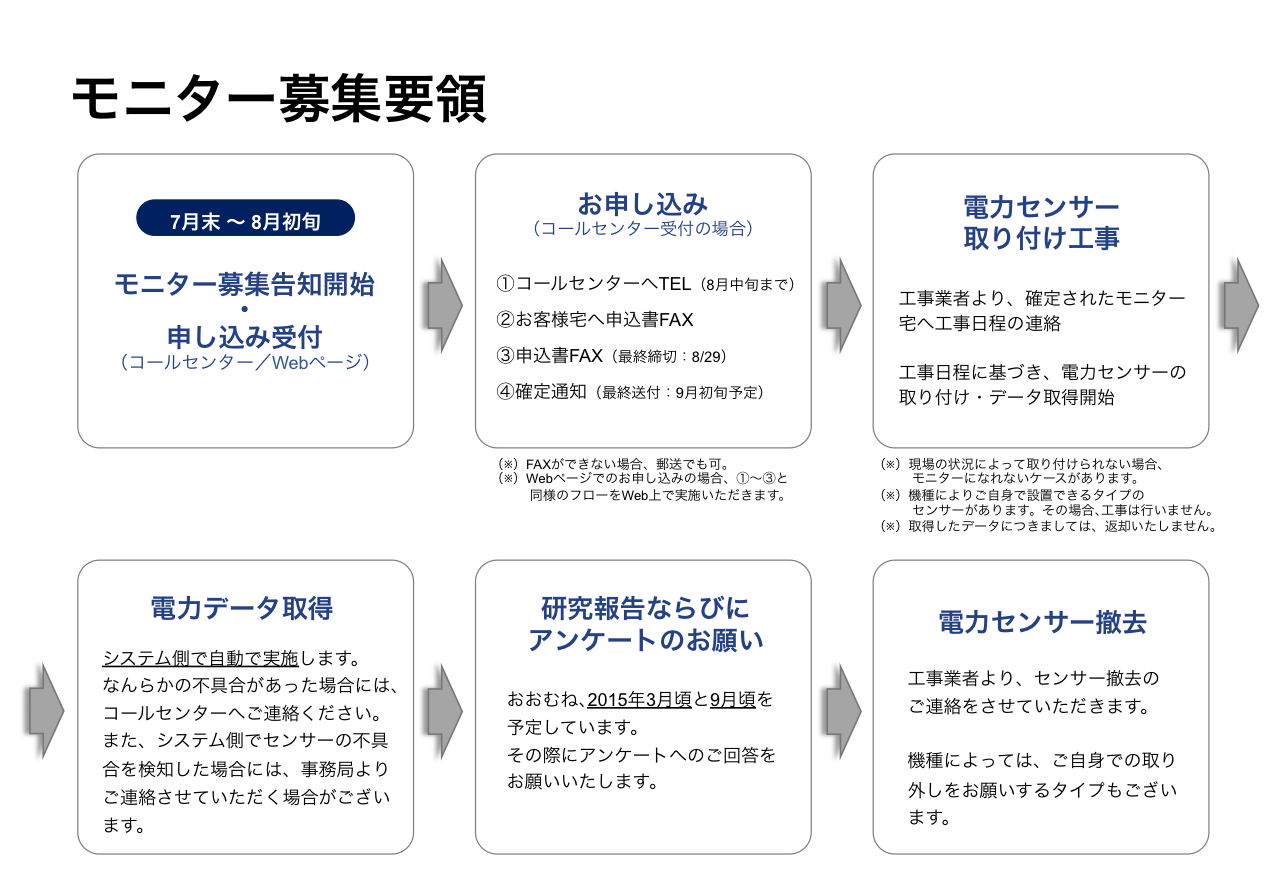 モニター募集要領
7月末 ～ 8月初旬
モニター募集告知開始
・
申し込み受付
（コールセンター／Webページ）
お申し込み
（コールセンター受付の場合）
①コールセンターへTEL（8月中旬まで）
②お客様宅へ申込書FAX
③申込書FAX（最終締切：8/29）
④確定通知（最終送付：9月初旬予定）
（※）FAXができない場合、郵送でも可。
（※）Webページでのお申し込みの場合、①～③と
同様のフローをWeb上で実施いただきます。
電力センサー
取り付け工事
工事業者より、確定されたモニター
宅へ工事日程の連絡
工事日程に基づき、電力センサーの
取り付け・データ取得開始
（※）現場の状況によって取り付けられない場合、
モニターになれないケースがあります。
（※）機種によりご自身で設置できるタイプの
センサーがあります。その場合、工事は行いません。
（※）取得したデータにつきましては、返却いたしません。
電力データ取得
システム側で自動で実施します。
なんらかの不具合があった場合には、
コールセンターへご連絡ください。
また、システム側でセンサーの不具
合を検知した場合には、事務局より
ご連絡させていただく場合がござい
ます。
研究報告ならびに
アンケートのお願い
おおむね、2015年3月頃と9月頃を
予定しています。
その際にアンケートへのご回答を
お願いいたします。
電力センサー撤去
工事業者より、センサー撤去の
ご連絡をさせていただきます。
機種によっては、ご自身での取り
外しをお願いするタイプもござい
ます。